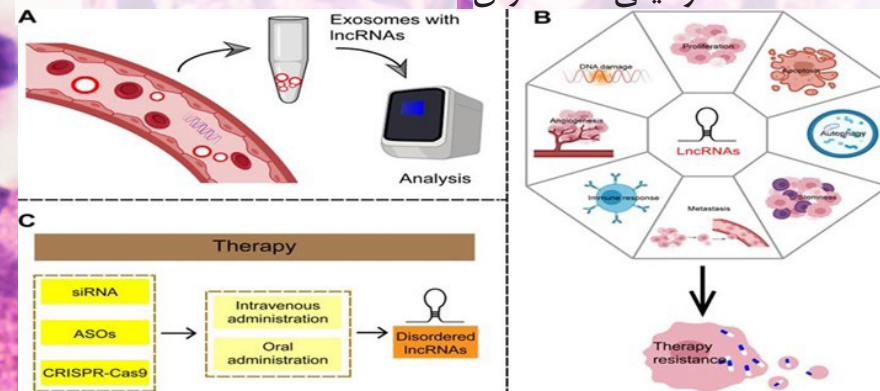 A
Exosomes with
lncRNAs
Analysis
B
Proliferation
DNA damage
Apoptosis
Angiogenesis
LncRNAs
Autophagy
Immune response
Stemness
Metastasis
Therapy
resistance
C
Therapy
siRNA
ASOs
CRISPR-Cas9
Intravenous
administration
Oral
administration
Disordered
lncRNAs